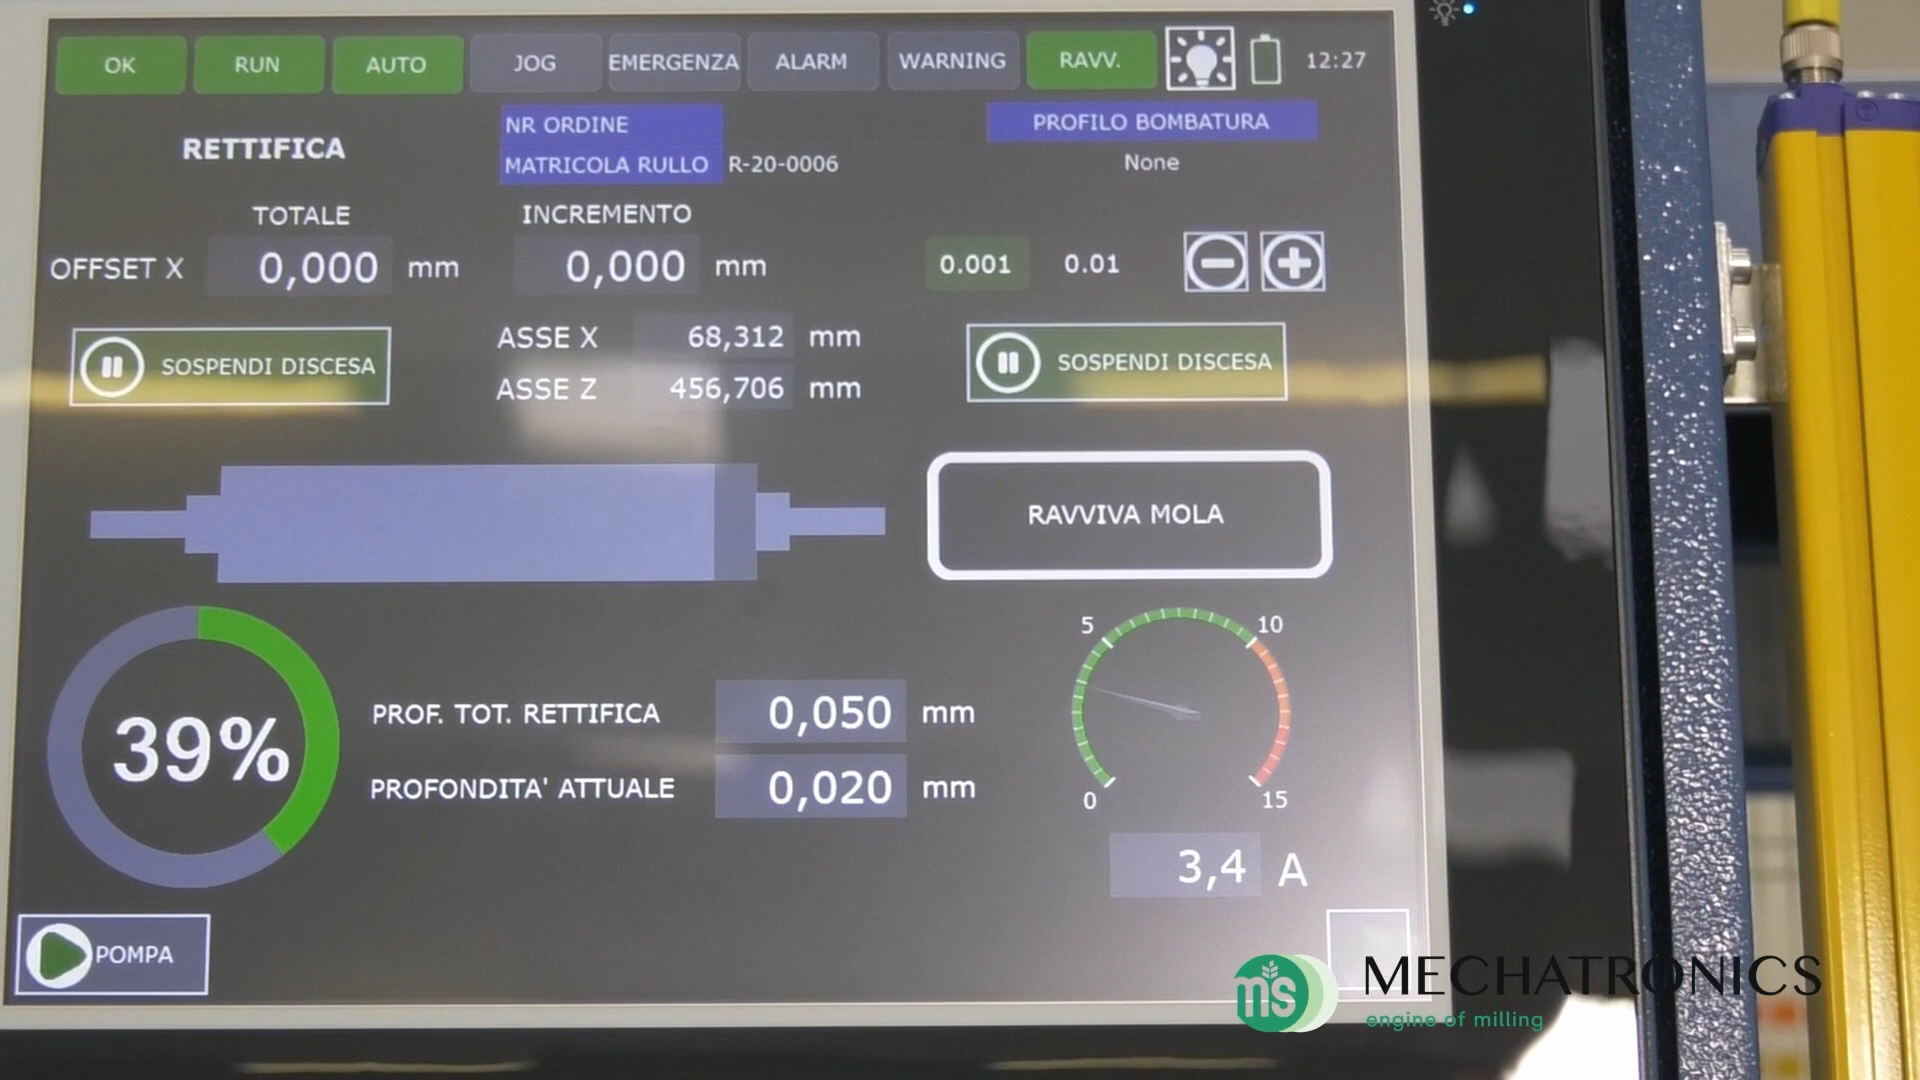 OK RUN AUTO JOG EMERGENZA ALARM WARNING RAVV. 12:27
RETTIFICA
NR ORDINE
MATRICOLA RULLO R-20-0006
PROFILO BOMBATURA
None
TOTALE INCREMENTO
OFFSET X 0,000 mm 0,000 mm 0.001 0.01
SOSPENDI DISCESA
ASSE X 68,312 mm
ASSE Z 456,706 mm
SOSPENDI DISCESA
RAVVIVA MOLA
39%
PROF. TOT. RETTIFICA 0,050 mm
PROFONDITA' ATTUALE 0,020 mm
5 10
0 15
3,4 A
POMPA
ms
MECHATRONICS
engine of milling